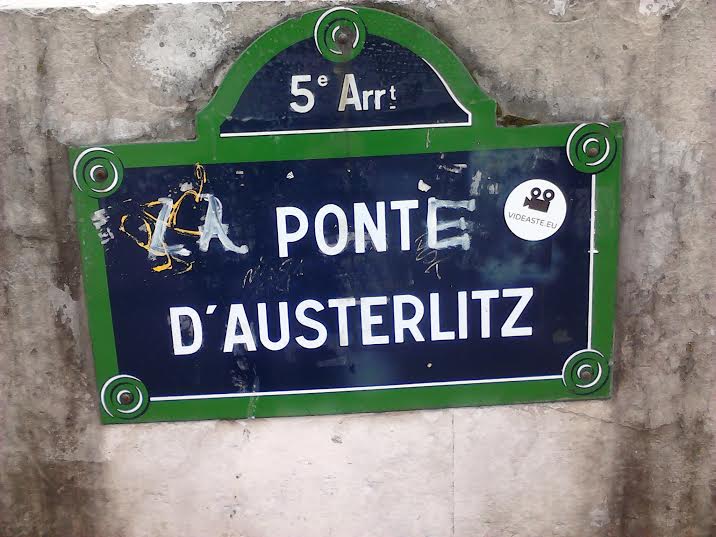 5e Arrt
LA PONTE
D'AUSTERLITZ
VIDEASTE.EU